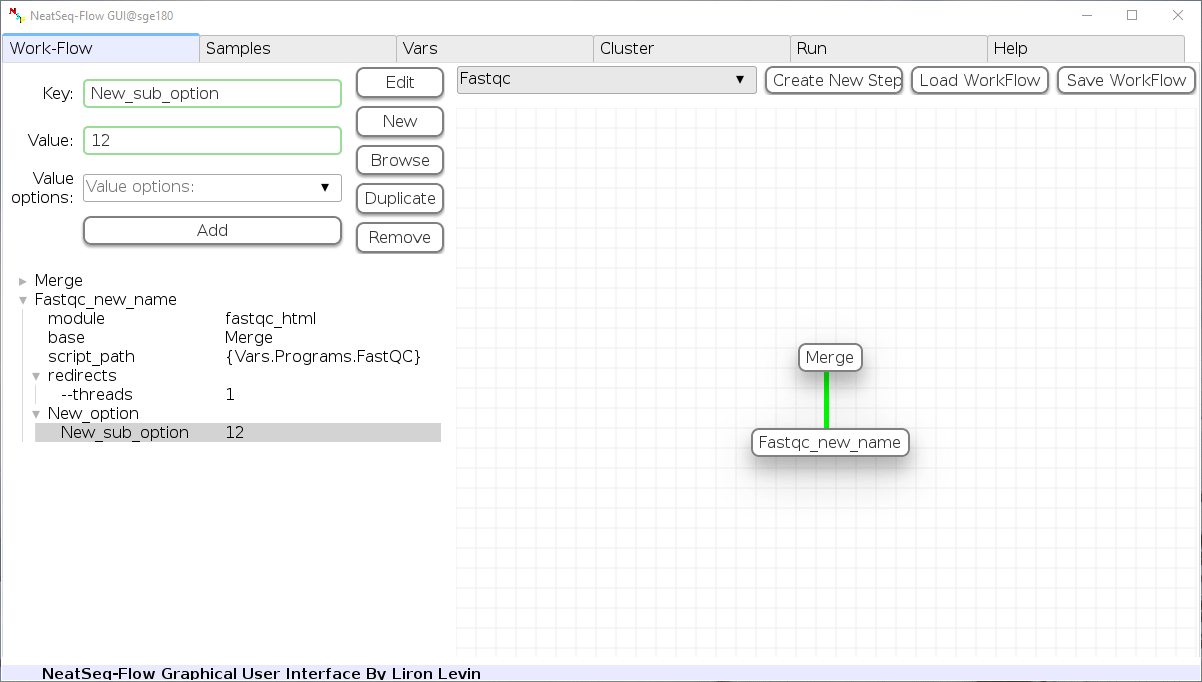 NeatSeq-Flow GUI@sge180
Work-Flow Samples Vars Cluster Run Help
Key: New_sub_option
Value: 12
Value options: Value options:
Add
Edit
New
Browse
Duplicate
Remove
Fastqc Create New Step Load WorkFlow Save WorkFlow
Merge
Fastqc_new_name
module fastqc_html
base Merge
script_path {Vars.Programs.FastQC}
redirects
--threads 1
New_option
New_sub_option 12
Merge
Fastqc_new_name
NeatSeq-Flow Graphical User Interface By Liron Levin